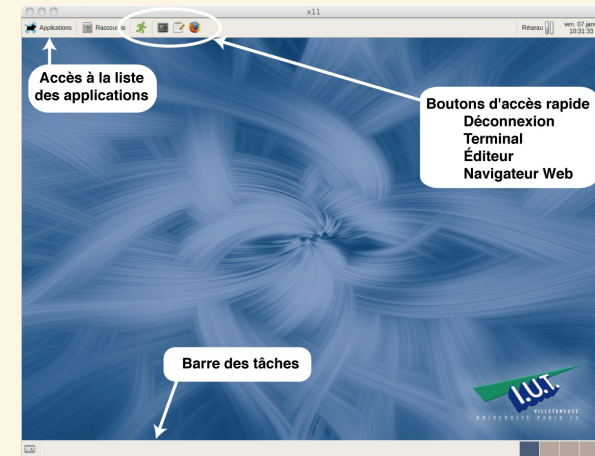 x11
Applications
Raccourcis
Réseau
ven. 07 janv
10:31:33
Accès à la liste
des applications
Boutons d'accès rapide
Déconnexion
Terminal
Éditeur
Navigateur Web
Barre des tâches
I.U.T.
VILLETANEUSE
UNIVERSITÉ PARIS 13